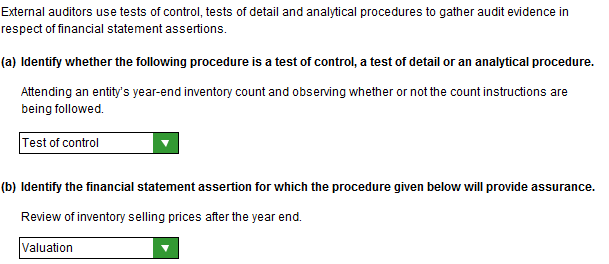 External auditors use tests of control, tests of detail and analytical procedures to gather audit evidence in
respect of financial statement assertions.
(a) Identify whether the following procedure is a test of control, a test of detail or an analytical procedure.
Attending an entity's year-end inventory count and observing whether or not the count instructions are
being followed.
Test of control
(b) Identify the financial statement assertion for which the procedure given below will provide assurance.
Review of inventory selling prices after the year end.
Valuation